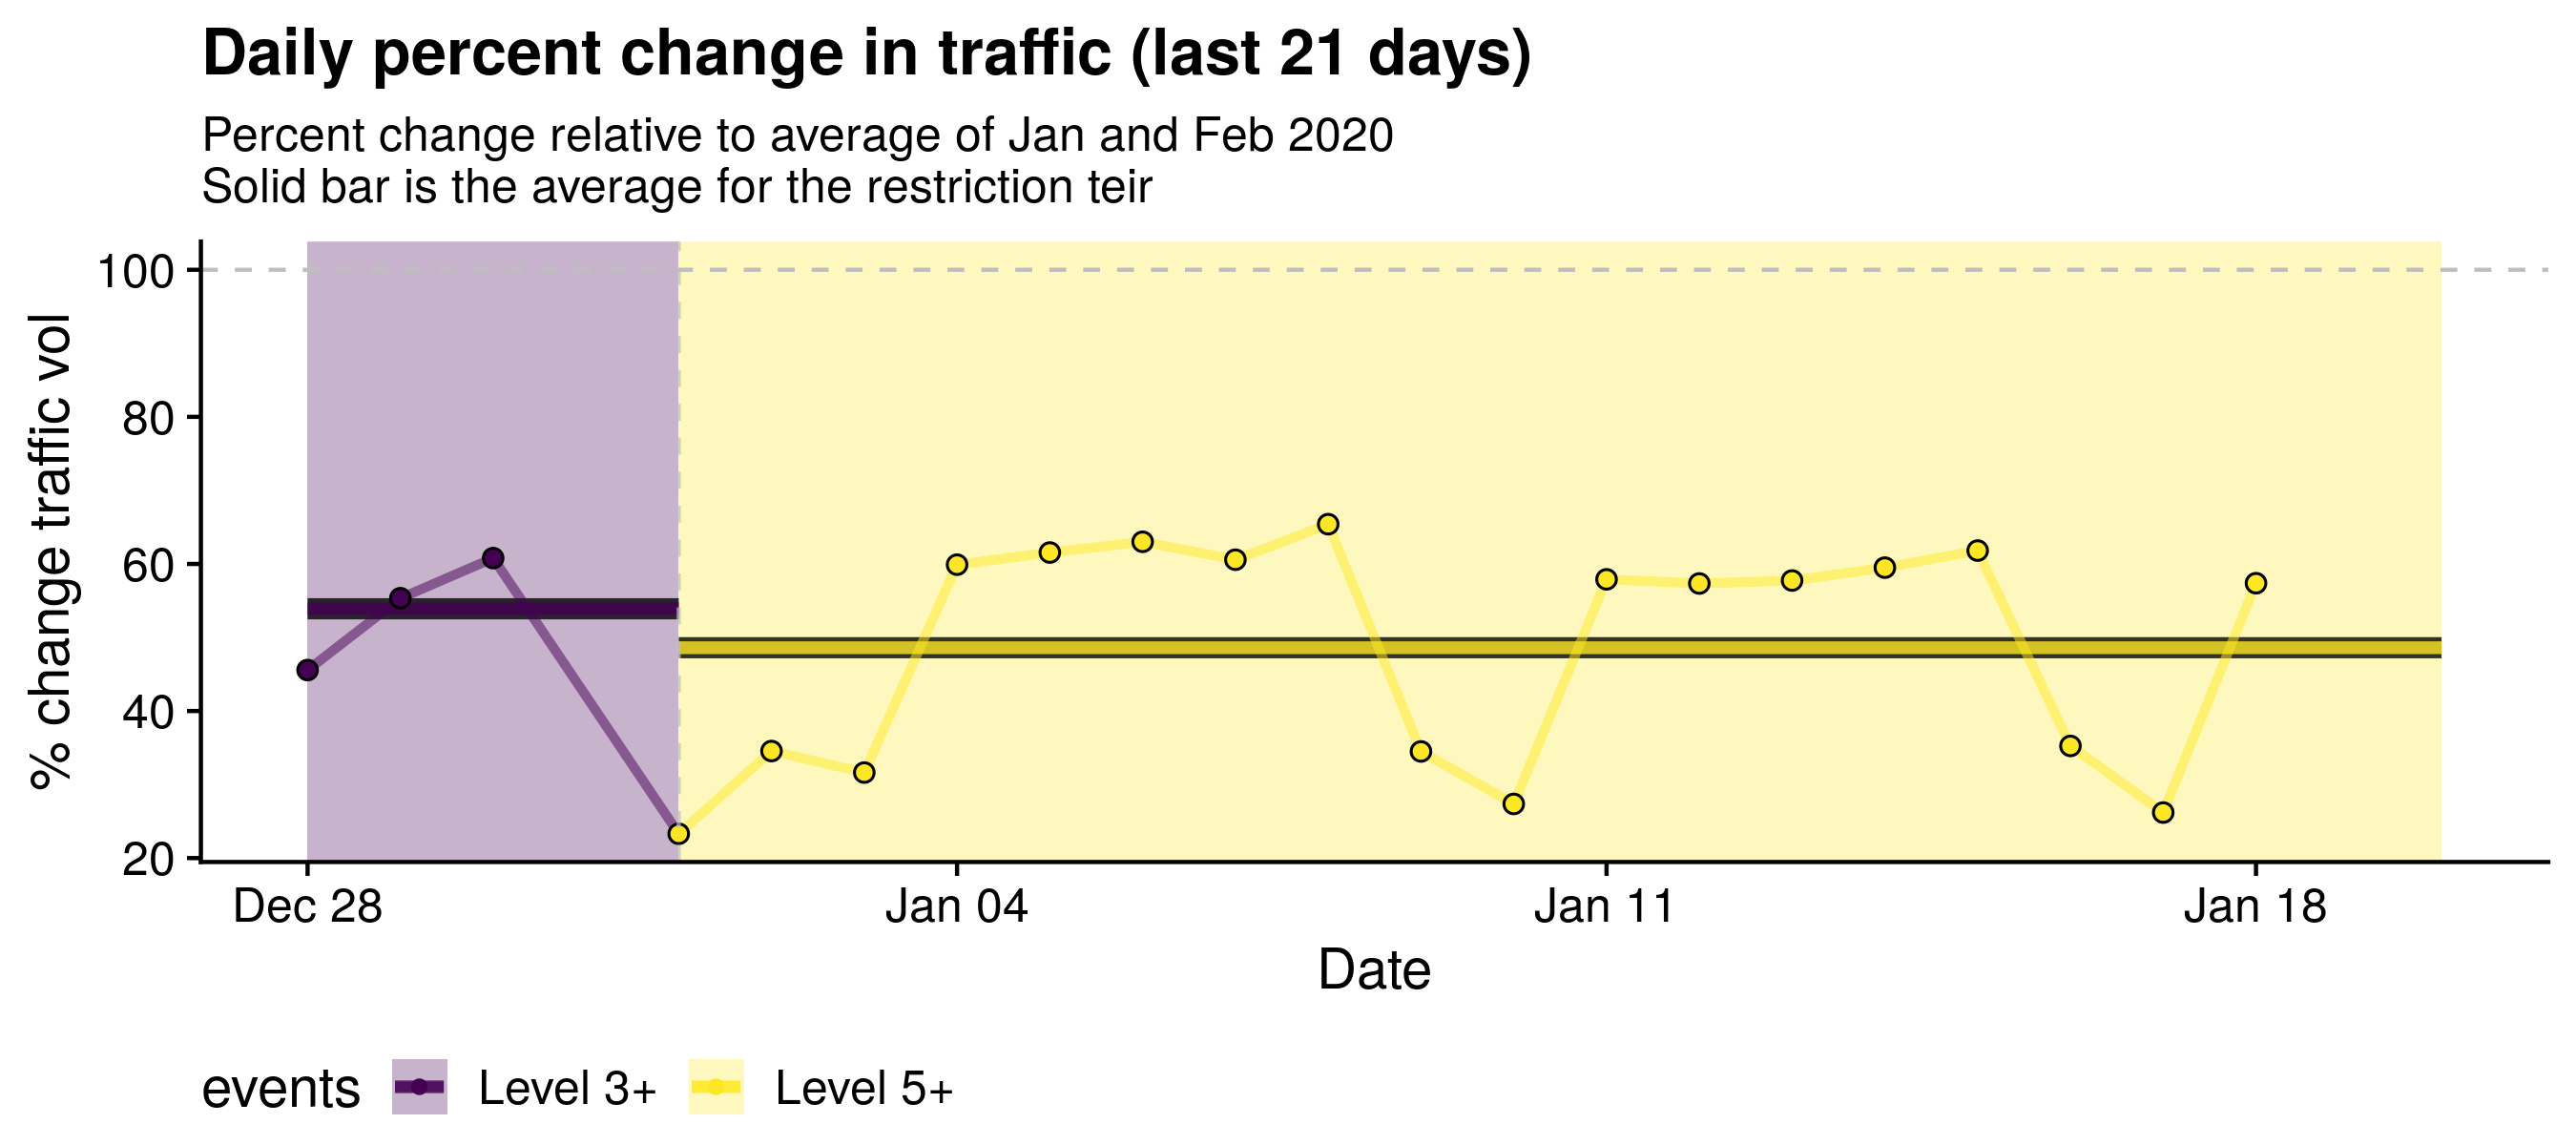 Daily percent change in traffic (last 21 days)
Percent change relative to average of Jan and Feb 2020
Solid bar is the average for the restriction teir
% change traffic vol
100
80
60
40
20
Dec 28
Jan 04
Jan 11
Jan 18
Date
events
Level 3+
Level 5+